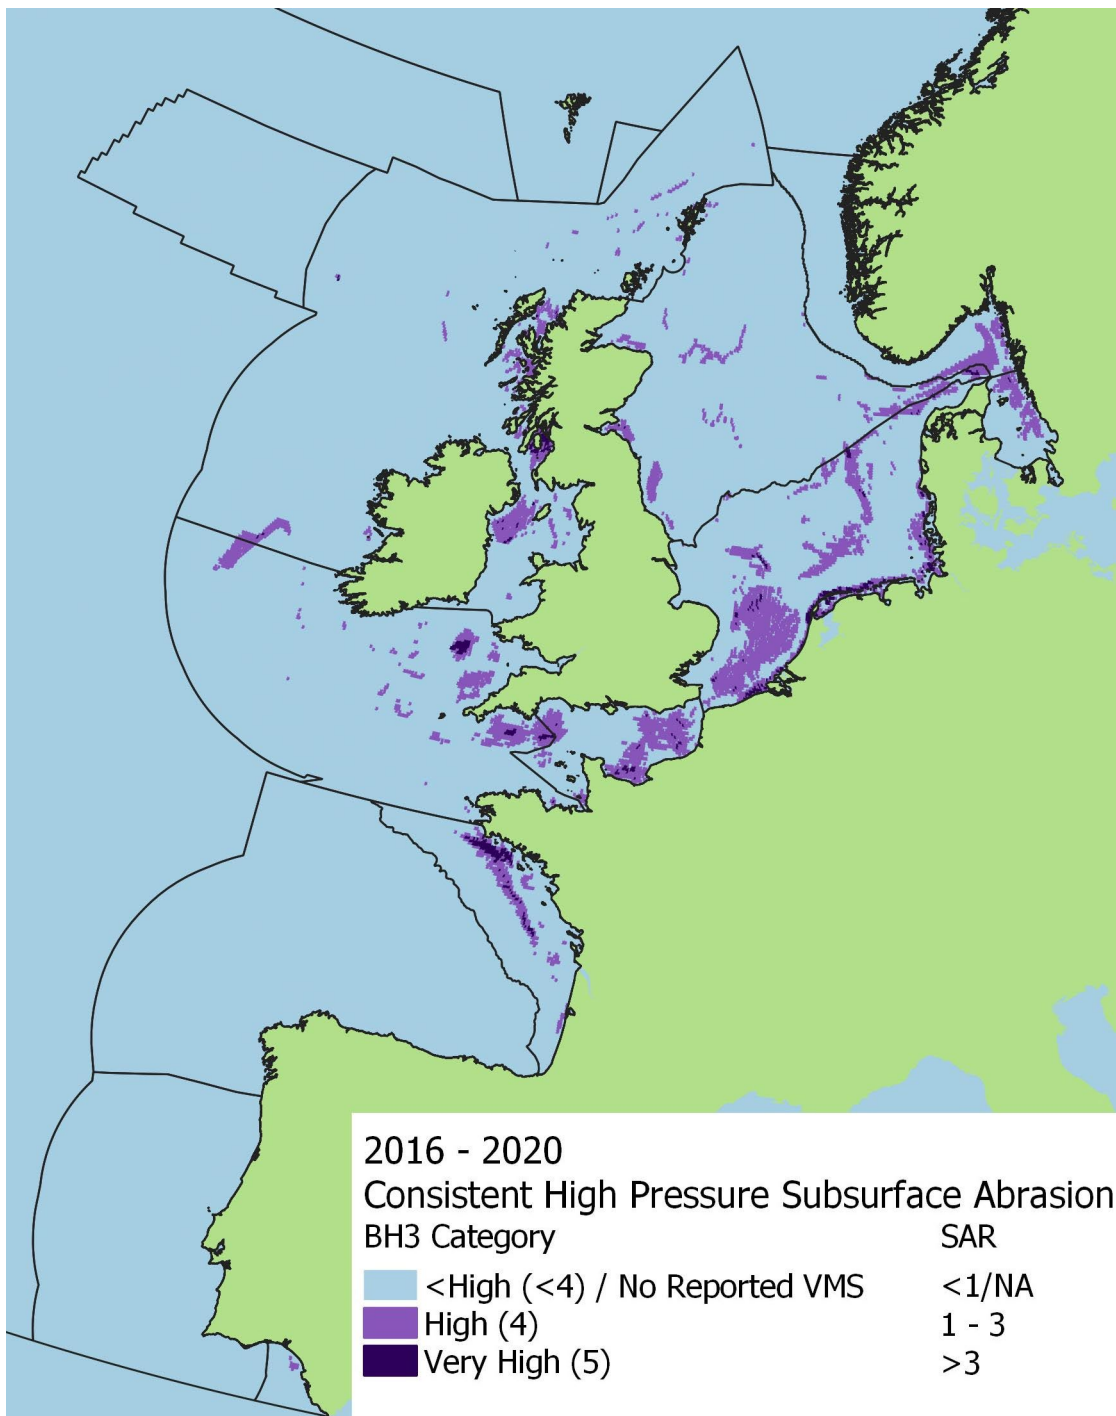 2016 - 2020
Consistent High Pressure Subsurface Abrasion
BH3 Category SAR
<High (<4) / No Reported VMS <1/NA
High (4) 1 - 3
Very High (5) >3